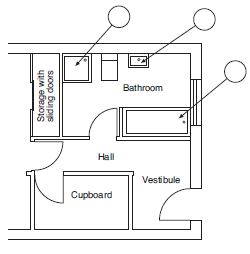 Storage with
sliding doors
Bathroom
Hall
Vestibule
Cupboard